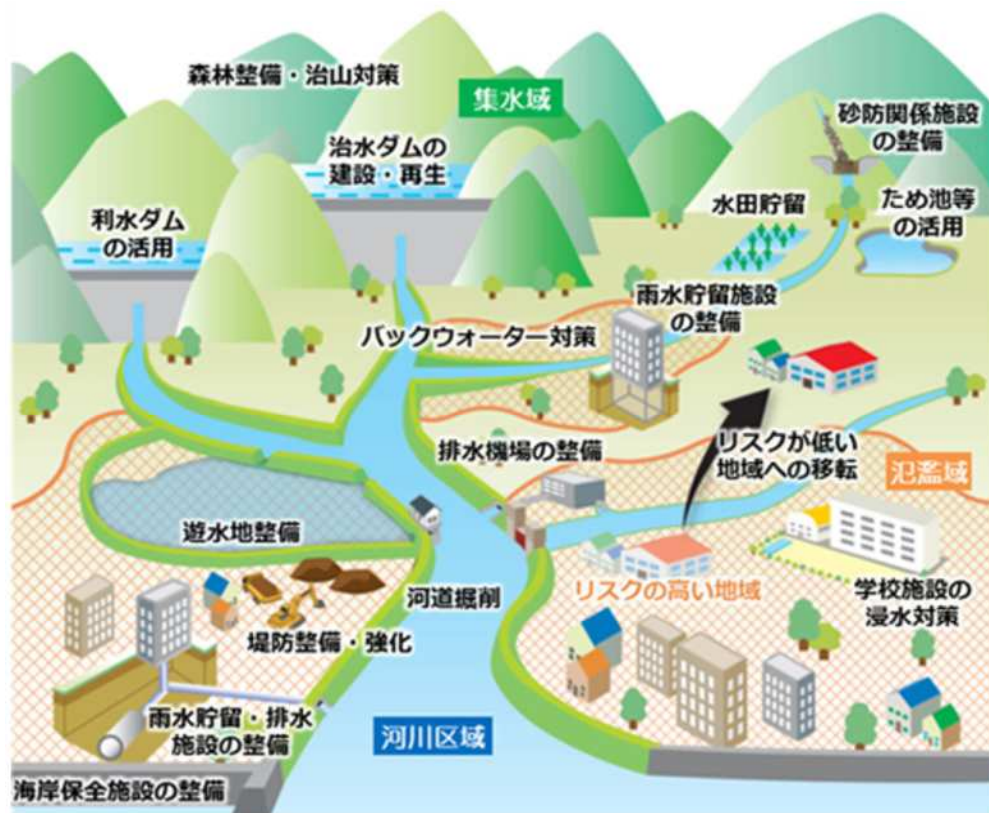 森林整備・治山対策
集水域
砂防関係施設
の整備
治水ダムの
建設・再生
利水ダム
の活用
水田貯留
ため池等
の活用
雨水貯留施設
の整備
バックウォーター対策
排水機場の整備
リスクが低い
地域への移転
氾濫域
遊水地整備
河道掘削
リスクの高い地域
学校施設の
浸水対策
堤防整備・強化
雨水貯留・排水
施設の整備
河川区域
海岸保全施設の整備